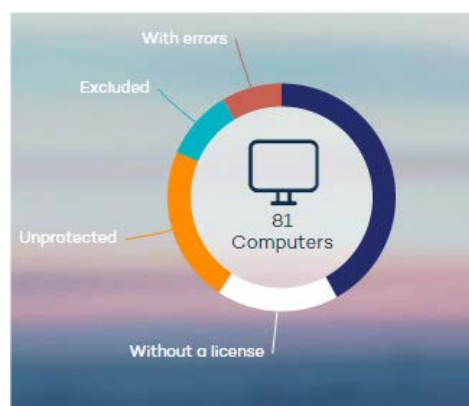 With errors
Excluded
81
Computers
Unprotected
Without a license